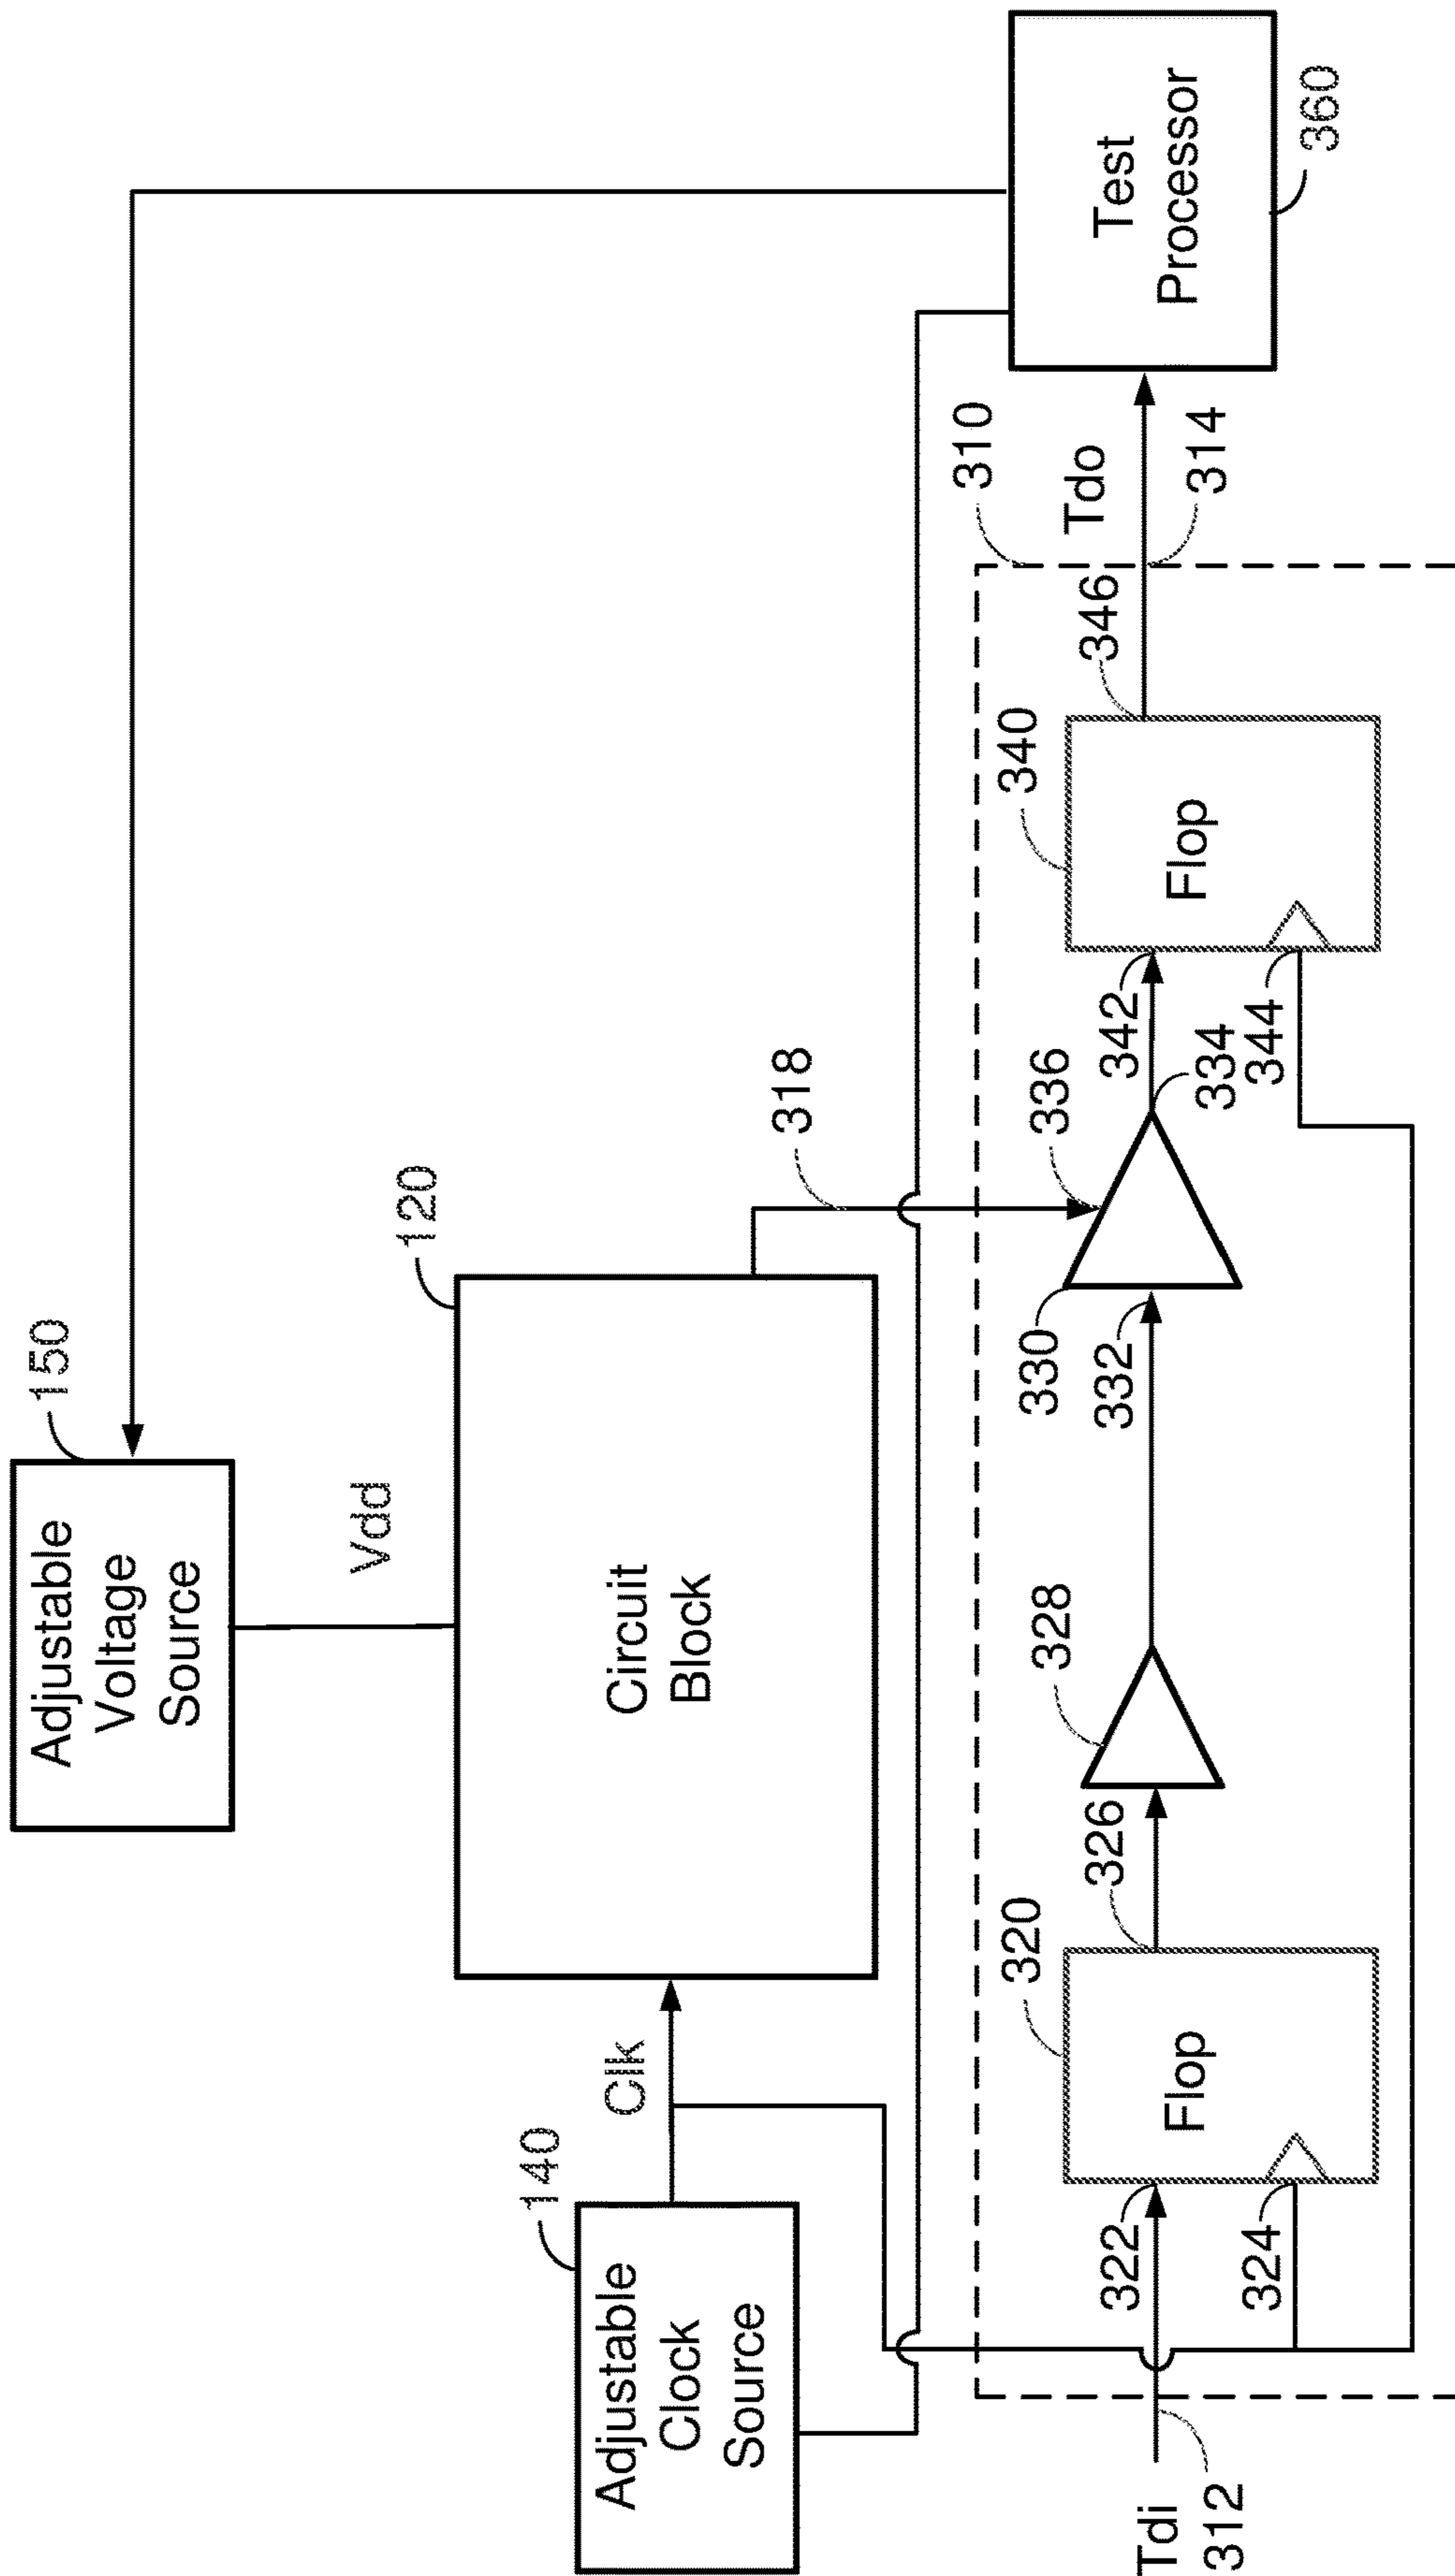 Adjustable
Voltage
Source
150
Vdd
Adjustable
Clock
Source
140
Clk
Circuit
Block
120
318
310
Tdi
312
322
324
320
Flop
326
328
330
332
336
334
342
344
340
Flop
346
Tdo
314
Test
Processor
360